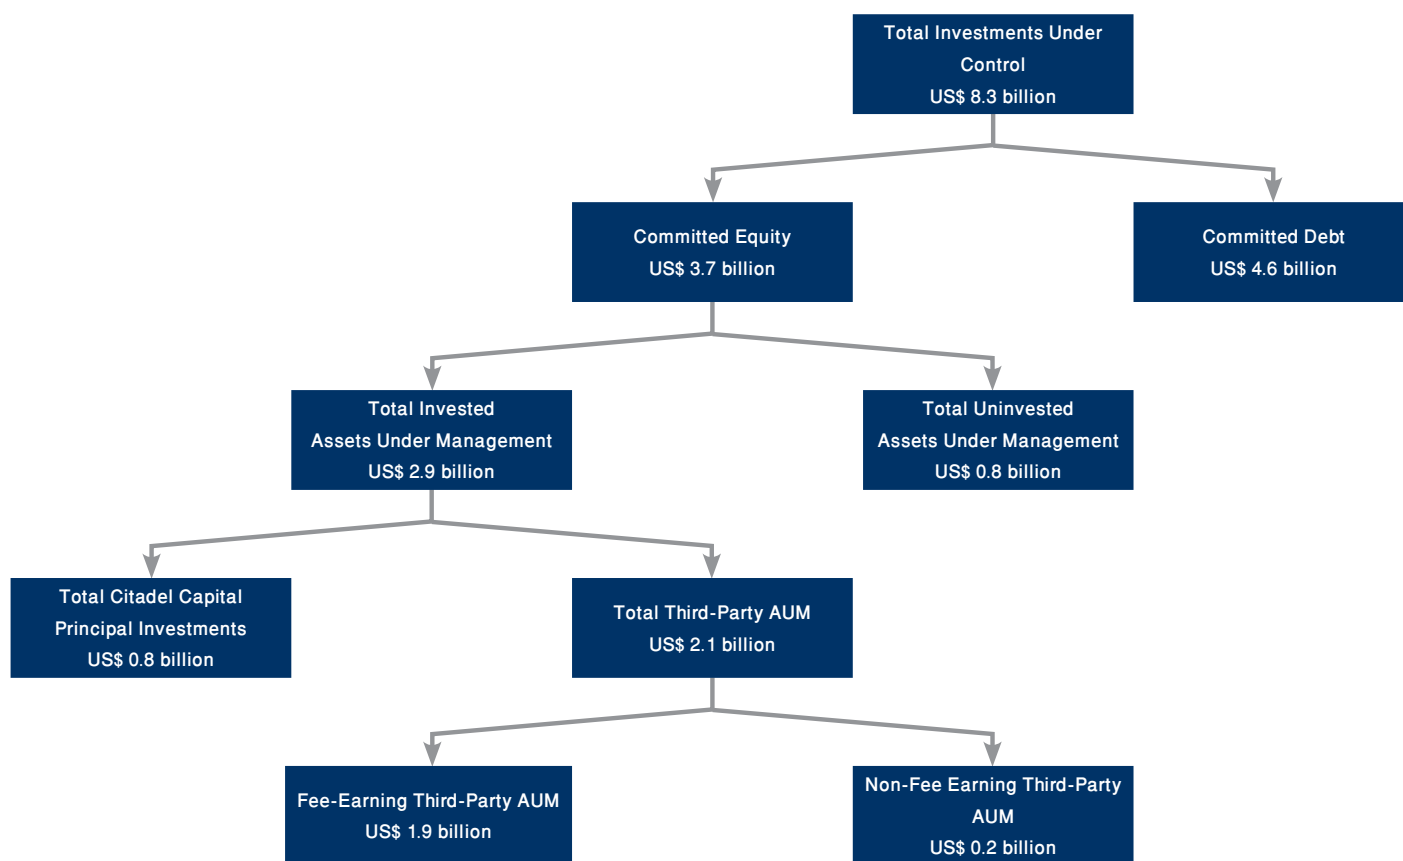 Total Investments Under
Control
US$ 8.3 billion
Committed Equity
US$ 3.7 billion
Committed Debt
US$ 4.6 billion
Total Invested
Assets Under Management
US$ 2.9 billion
Total Uninvested
Assets Under Management
US$ 0.8 billion
Total Citadel Capital
Principal Investments
US$ 0.8 billion
Total Third-Party AUM
US$ 2.1 billion
Fee-Earning Third-Party AUM
US$ 1.9 billion
Non-Fee Earning Third-Party
AUM
US$ 0.2 billion